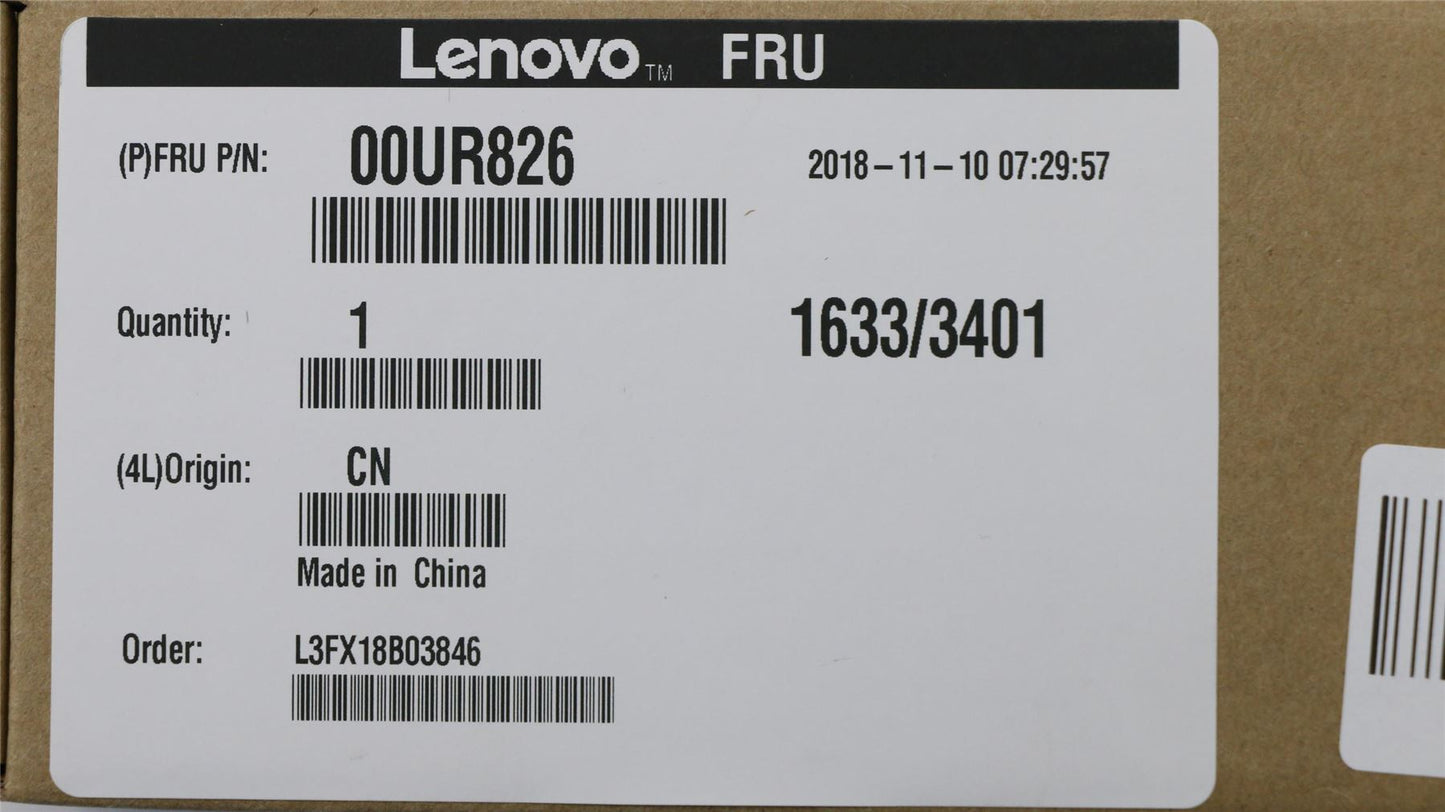 Lenovo™ FRU
(P)FRU P/N: 00UR826 2018-11-10 07:29:57
Quantity: 1 1633/3401
(4L)Origin: CN
Made in China
Order: L3FX18B03846